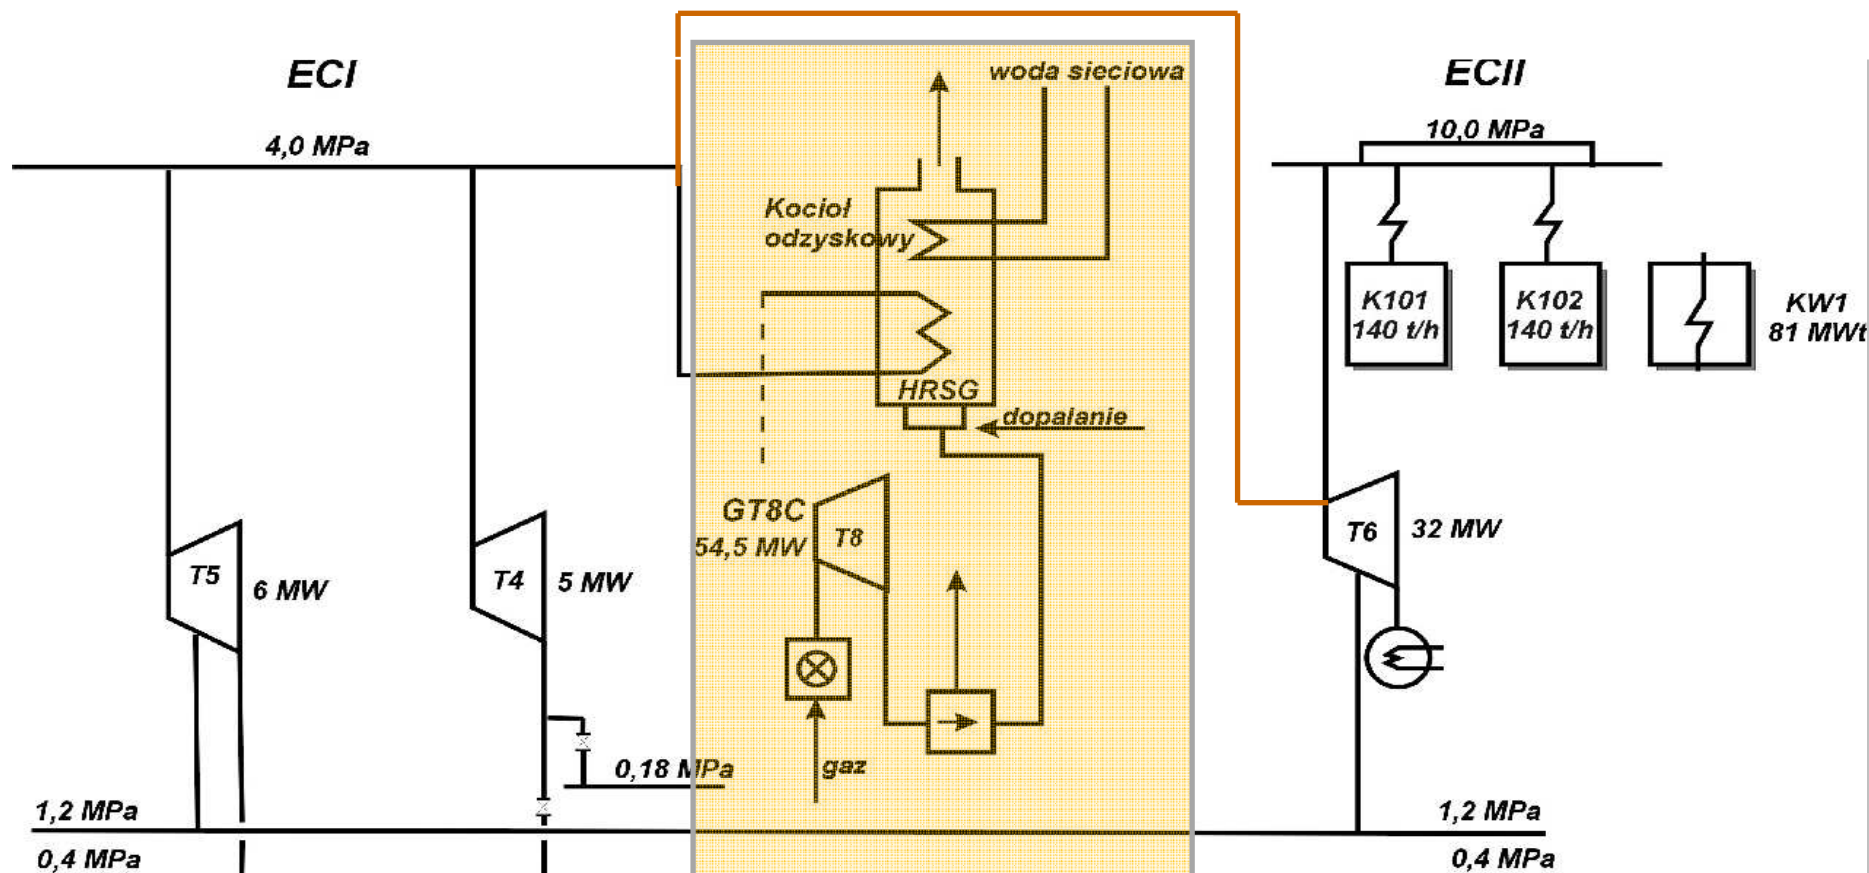 ECI
ECII
woda sieciowa
4,0 MPa
10,0 MPa
Kocioł
odzyskowy
K101
140 t/h
K102
140 t/h
KW1
81 MWt
HRSG
dopalanie
GT8C
54,5 MW
T8
T6
32 MW
T5
6 MW
T4
5 MW
0,18 MPa
gaz
1,2 MPa
1,2 MPa
0,4 MPa
0,4 MPa